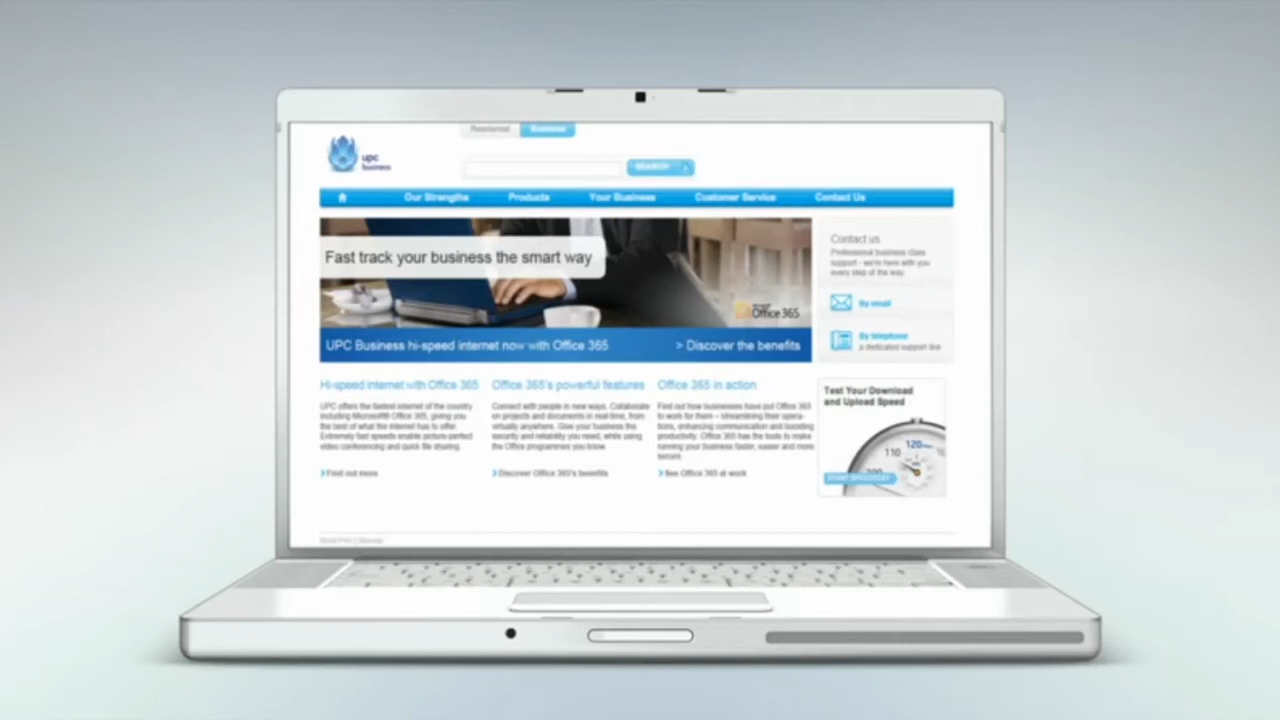 Residential Business
upc
business
SEARCH
Our Strengths Products Your Business Customer Service Contact Us
Fast track your business the smart way
Office 365
UPC Business hi-speed internet now with Office 365 > Discover the benefits
Contact us
Professional business class
support - we're here with you
every step of the way
By email
By telephone
a dedicated support line
Hi-speed internet with Office 365
UPC offers the fastest internet of the country
including Microsoft® Office 365, giving you
the best of what the internet has to offer.
Extremely fast speeds enable picture-perfect
video conferencing and quick file sharing.
Find out more
Office 365's powerful features
Connect with people in new ways. Collaborate
on projects and documents in real-time, from
virtually anywhere. Give your business the
security and reliability you need, while using
the Office programmes you know.
Discover Office 365's benefits
Office 365 in action
Find out how businesses have put Office 365
to work for them – streamlining their opera-
tions, enhancing communication and boosting
productivity. Office 365 has the tools to make
running your business faster, easier and more
secure.
See Office 365 at work
Test Your Download
and Upload Speed
120
110
100